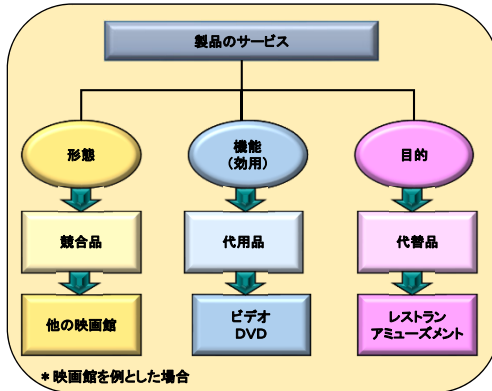 製品のサービス
形態
機能
(効用)
目的
競合品
代用品
代替品
他の映画館
ビデオ
DVD
レストラン
アミューズメント
＊映画館を例とした場合